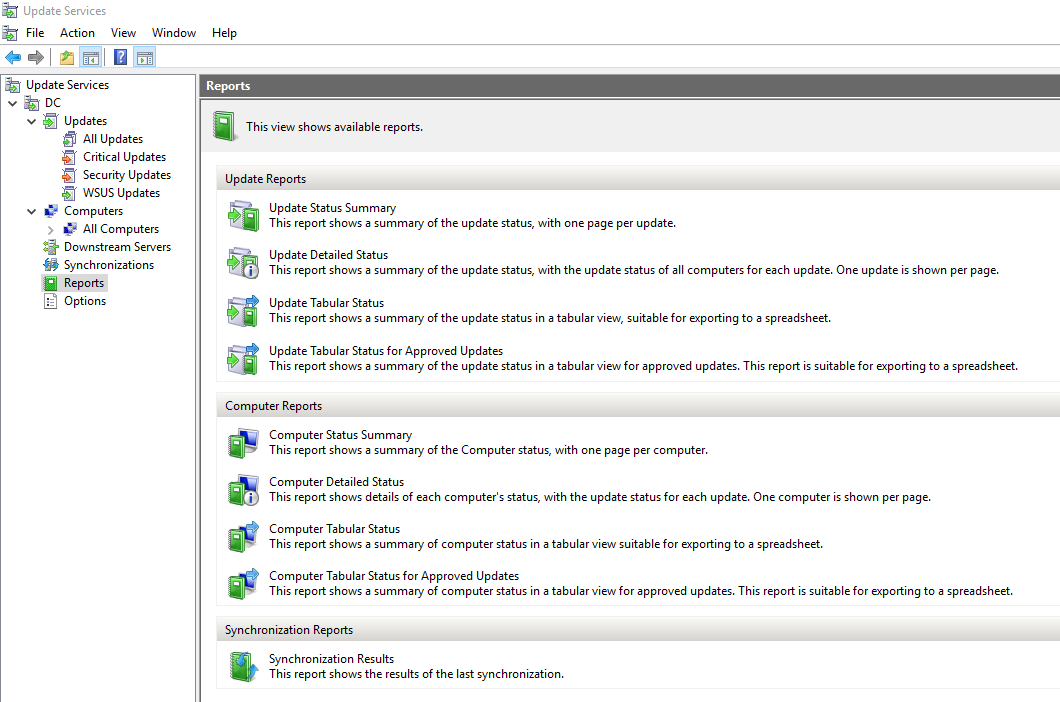 Update Services
File Action View Window Help
Update Services
DC
Updates
All Updates
Critical Updates
Security Updates
WSUS Updates
Computers
All Computers
Downstream Servers
Synchronizations
Reports
Options
Reports
This view shows available reports.
Update Reports
Update Status Summary
This report shows a summary of the update status, with one page per update.
Update Detailed Status
This report shows a summary of the update status, with the update status of all computers for each update. One update is shown per page.
Update Tabular Status
This report shows a summary of the update status in a tabular view, suitable for exporting to a spreadsheet.
Update Tabular Status for Approved Updates
This report shows a summary of the update status in a tabular view for approved updates. This report is suitable for exporting to a spreadsheet.
Computer Reports
Computer Status Summary
This report shows a summary of the Computer status, with one page per computer.
Computer Detailed Status
This report shows details of each computer's status, with the update status for each update. One computer is shown per page.
Computer Tabular Status
This report shows a summary of computer status in a tabular view suitable for exporting to a spreadsheet.
Computer Tabular Status for Approved Updates
This report shows a summary of computer status in a tabular view for approved updates. This report is suitable for exporting to a spreadsheet.
Synchronization Reports
Synchronization Results
This report shows the results of the last synchronization.